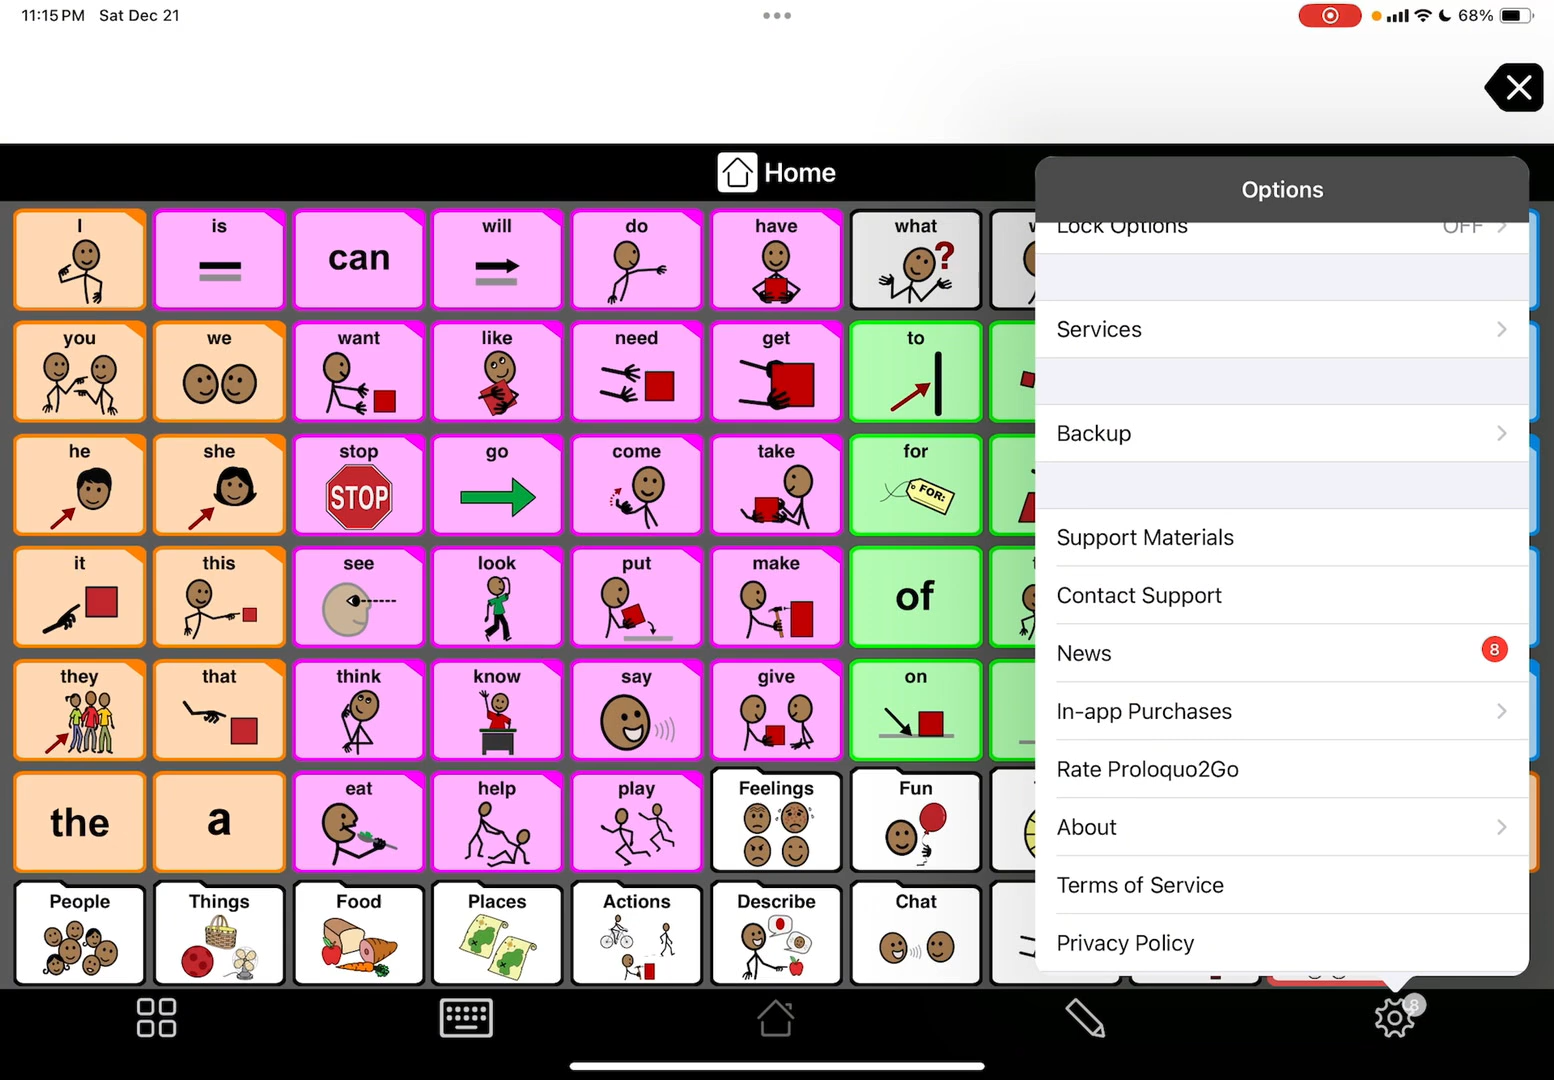 11:15 PM Sat Dec 21
68%
Home
Options
I is can will do have what
Lock Options OFF
you we want like need get to
Services
Backup
he she stop go come take for
STOP
FOR:
Support Materials
it this see look put make of
Contact Support
News 8
they that think know say give on
In-app Purchases
Rate Proloquo2Go
the a eat help play Feelings Fun
About
People Things Food Places Actions Describe Chat
Terms of Service
Privacy Policy
8